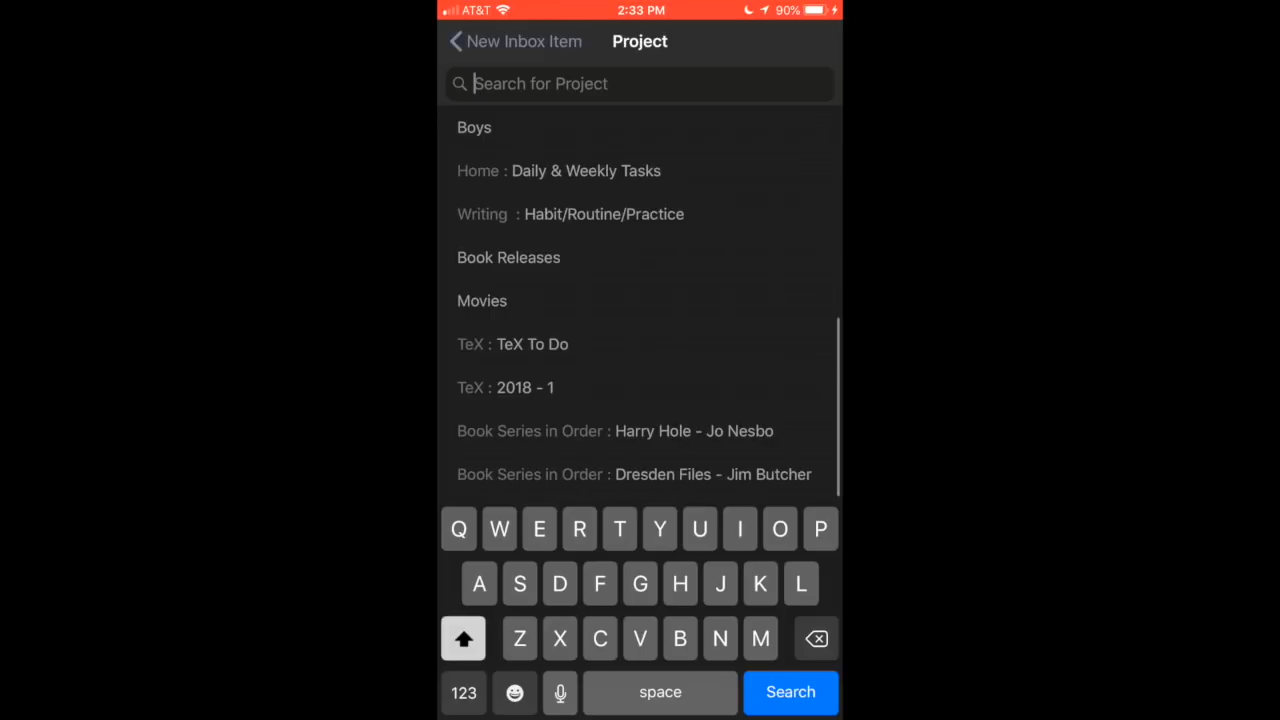 AT&T 2:33 PM 90%
New Inbox Item Project
Search for Project
Boys
Home : Daily & Weekly Tasks
Writing : Habit/Routine/Practice
Book Releases
Movies
TeX : TeX To Do
TeX : 2018 - 1
Book Series in Order : Harry Hole - Jo Nesbo
Book Series in Order : Dresden Files - Jim Butcher
Q W E R T Y U I O P
A S D F G H J K L
Z X C V B N M
123 space Search